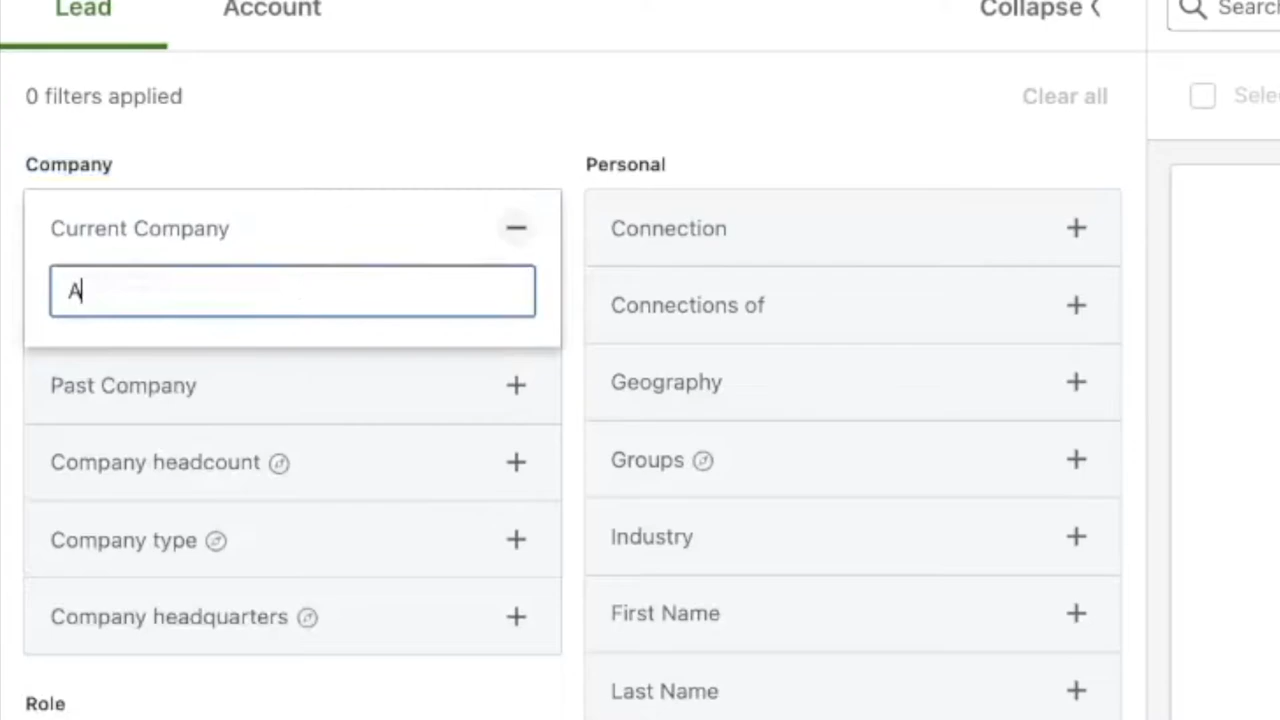 Lead
Account
Collapse
Search
0 filters applied
Clear all
Company
Personal
Current Company
A
Past Company
Company headcount
Company type
Company headquarters
Role
Connection
Connections of
Geography
Groups
Industry
First Name
Last Name